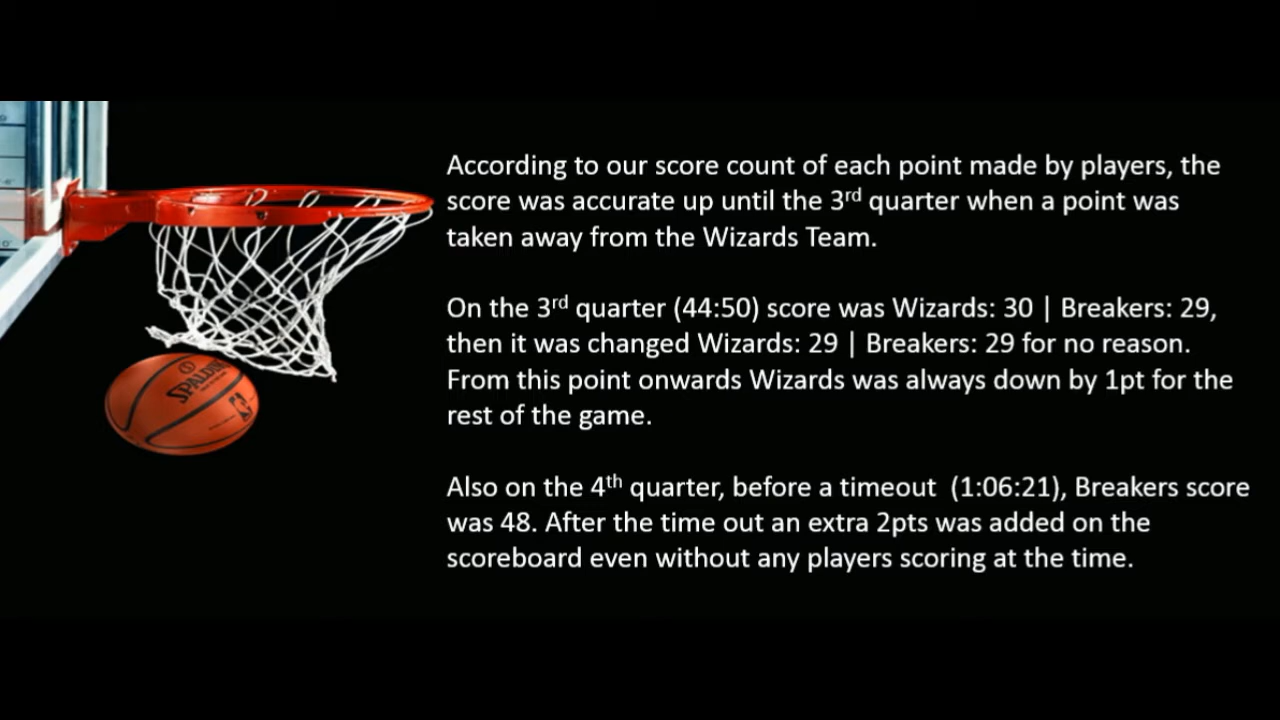 According to our score count of each point made by players, the
score was accurate up until the 3rd quarter when a point was
taken away from the Wizards Team.
On the 3rd quarter (44:50) score was Wizards: 30 | Breakers: 29,
then it was changed Wizards: 29 | Breakers: 29 for no reason.
From this point onwards Wizards was always down by 1pt for the
rest of the game.
Also on the 4th quarter, before a timeout (1:06:21), Breakers score
was 48. After the time out an extra 2pts was added on the
scoreboard even without any players scoring at the time.
SPALDING